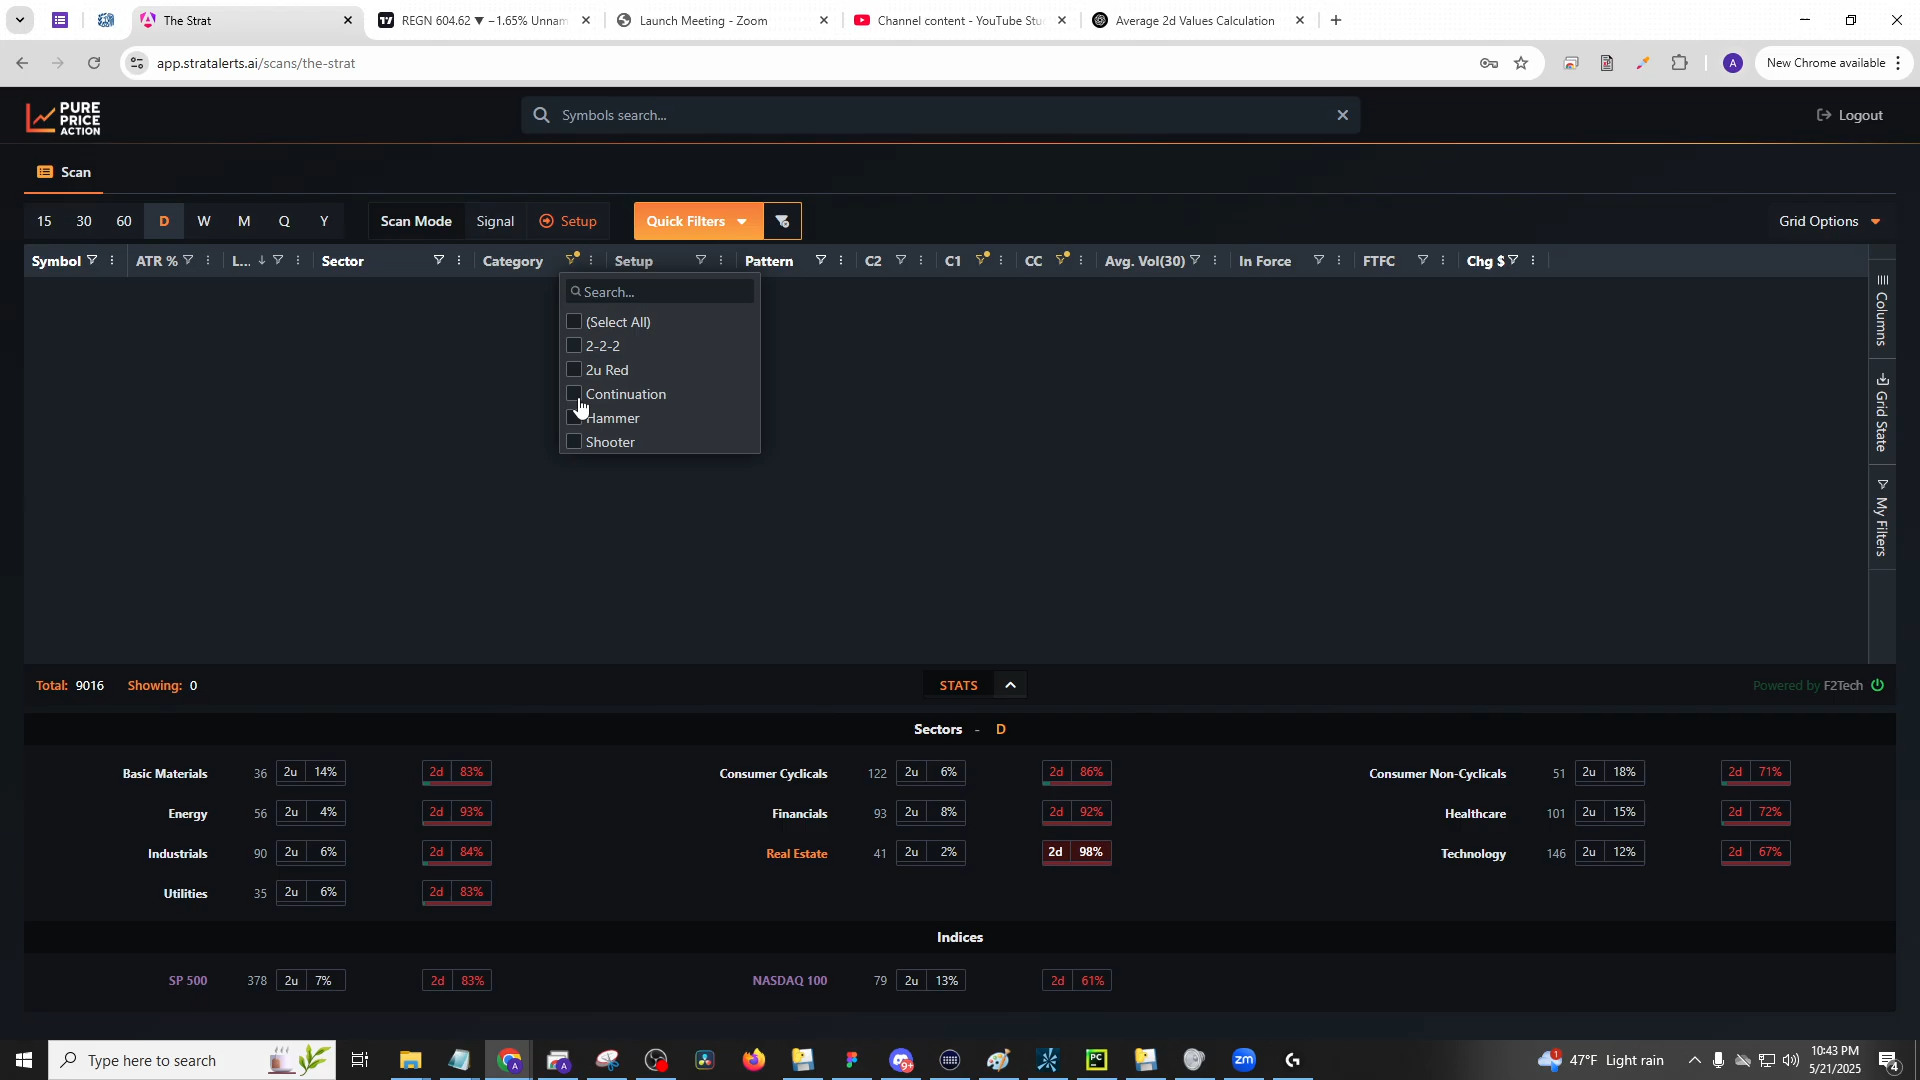 The Strat
REGN 604.62 ▼ −1.65% Unnam
Launch Meeting - Zoom
Channel content - YouTube Stu
Average 2d Values Calculation
app.stratalerts.ai/scans/the-strat
A
New Chrome available
PURE
PRICE
ACTION
Symbols search...
Logout
Scan
15 30 60 D W M Q Y
Scan Mode Signal Setup
Quick Filters
Grid Options
Symbol ATR % L... Sector Category Setup Pattern C2 C1 CC Avg. Vol(30) In Force FTFC Chg $
Search...
(Select All)
2-2-2
2u Red
Continuation
Hammer
Shooter
Columns
Grid State
My Filters
Total: 9016 Showing: 0
STATS
Powered by F2Tech
Sectors - D
Basic Materials 36 2u 14% 2d 83% Consumer Cyclicals 122 2u 6% 2d 86% Consumer Non-Cyclicals 51 2u 18% 2d 71%
Energy 56 2u 4% 2d 93% Financials 93 2u 8% 2d 92% Healthcare 101 2u 15% 2d 72%
Industrials 90 2u 6% 2d 84% Real Estate 41 2u 2% 2d 98% Technology 146 2u 12% 2d 67%
Utilities 35 2u 6% 2d 83%
Indices
SP 500 378 2u 7% 2d 83% NASDAQ 100 79 2u 13% 2d 61%
Type here to search
47°F Light rain
10:43 PM
5/21/2025